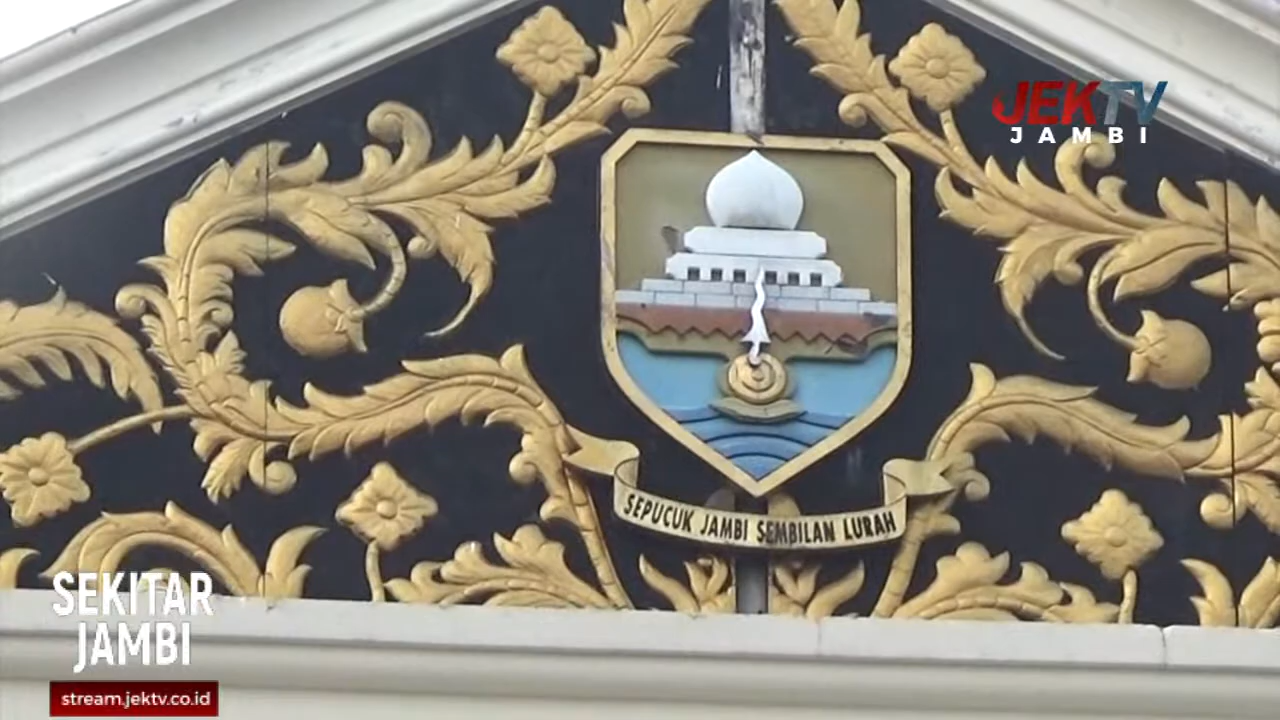 JEKTV
JAMBI
SEPUCUK JAMBI SEMBILAN LURAH
SEKITAR
JAMBI
stream.jektv.co.id